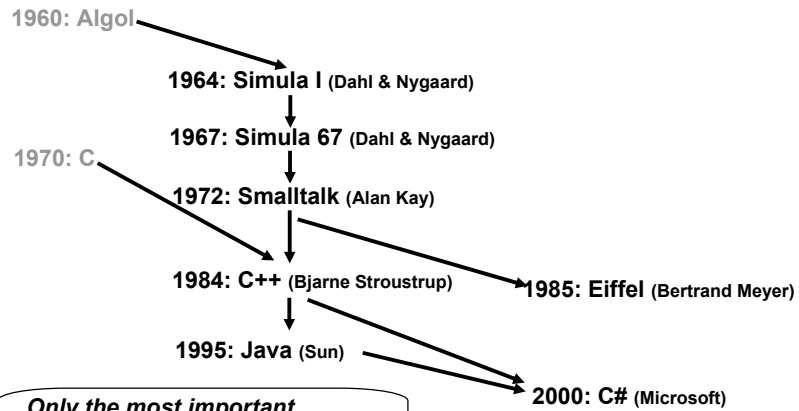 1960: Algol
1964: Simula I (Dahl & Nygaard)
1967: Simula 67 (Dahl & Nygaard)
1970: C
1972: Smalltalk (Alan Kay)
1984: C++ (Bjarne Stroustrup)
1985: Eiffel (Bertrand Meyer)
1995: Java (Sun)
2000: C# (Microsoft)
Only the most important